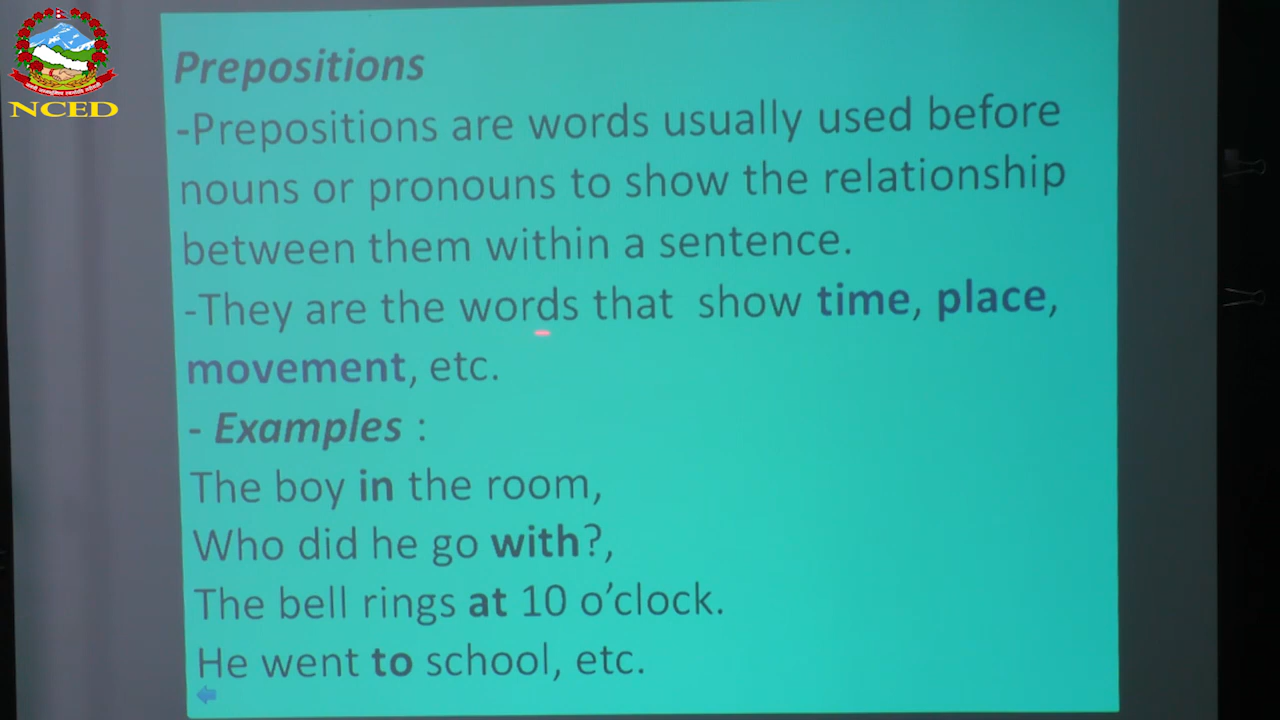 NCED
Prepositions
-Prepositions are words usually used before
nouns or pronouns to show the relationship
between them within a sentence.
-They are the words that show time, place,
movement, etc.
- Examples :
The boy in the room,
Who did he go with?,
The bell rings at 10 o’clock.
He went to school, etc.